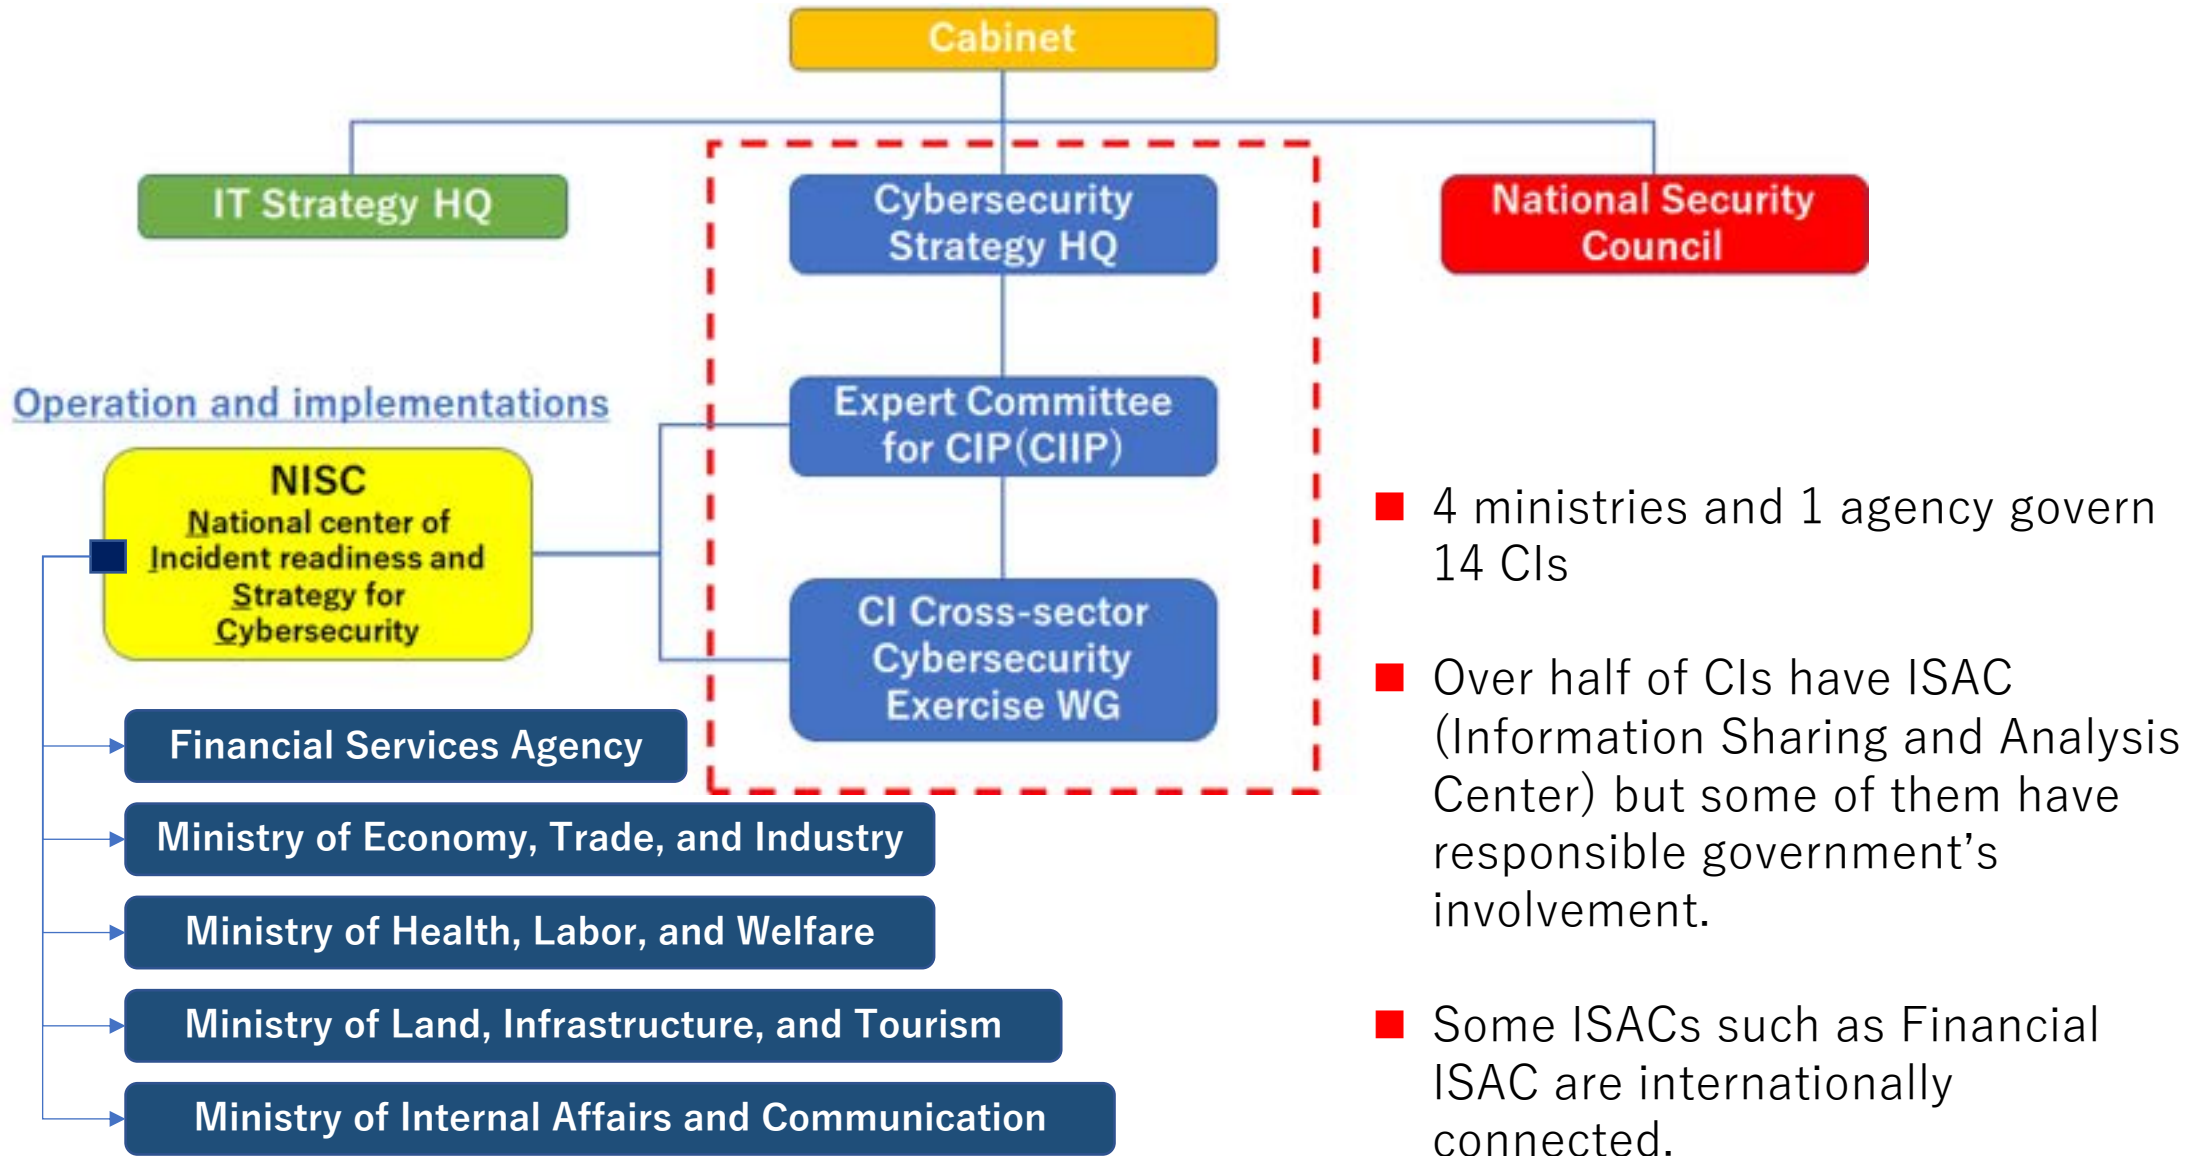 Cabinet
IT Strategy HQ
Cybersecurity
Strategy HQ
National Security
Council
Operation and implementations
Expert Committee
for CIP(CIIP)
NISC
National center of
Incident readiness and
Strategy for
Cybersecurity
CI Cross-sector
Cybersecurity
Exercise WG
Financial Services Agency
Ministry of Economy, Trade, and Industry
Ministry of Health, Labor, and Welfare
Ministry of Land, Infrastructure, and Tourism
Ministry of Internal Affairs and Communication
4 ministries and 1 agency govern
14 CIs
Over half of CIs have ISAC
(Information Sharing and Analysis
Center) but some of them have
responsible government’s
involvement.
Some ISACs such as Financial
ISAC are internationally
connected.